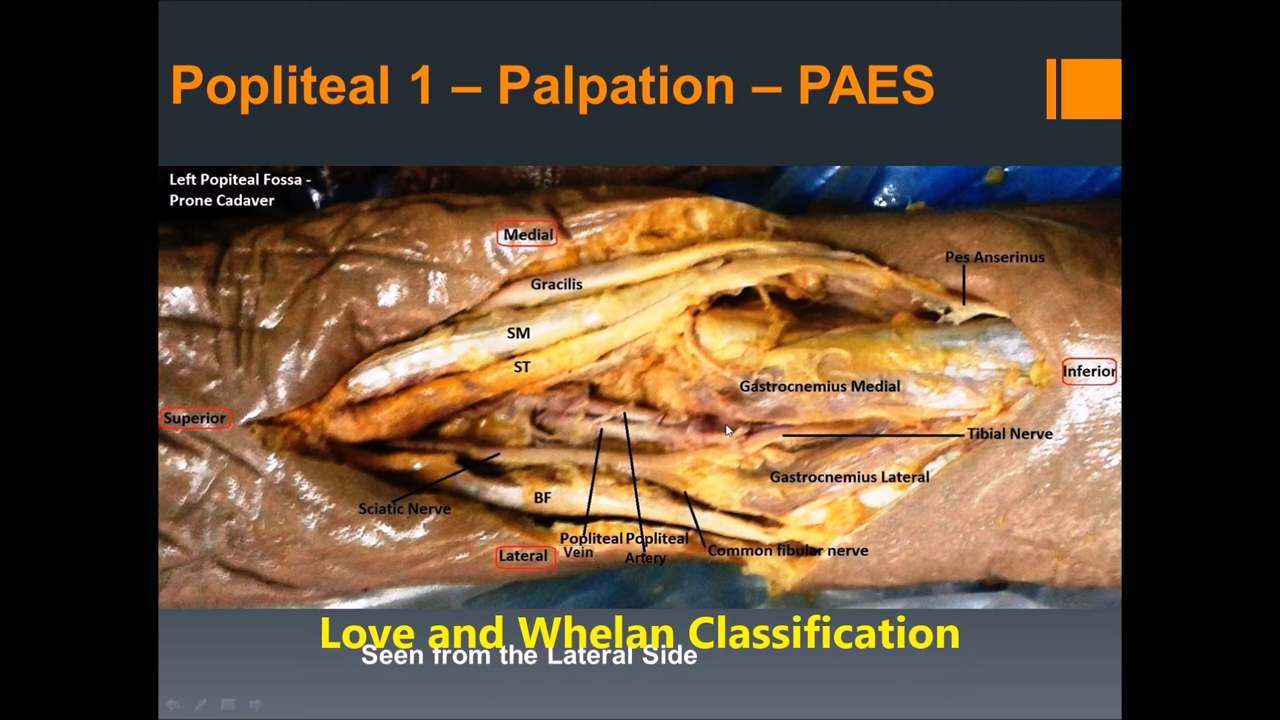 Popliteal 1 – Palpation – PAES
Left Popiteal Fossa -
Prone Cadaver
Medial
Pes Anserinus
Gracilis
SM
ST
Inferior
Gastrocnemius Medial
Superior
Tibial Nerve
Gastrocnemius Lateral
BF
Sciatic Nerve
Popliteal
Vein
Popliteal
Artery
Common fibular nerve
Lateral
Love and Whelan Classification
Seen from the Lateral Side